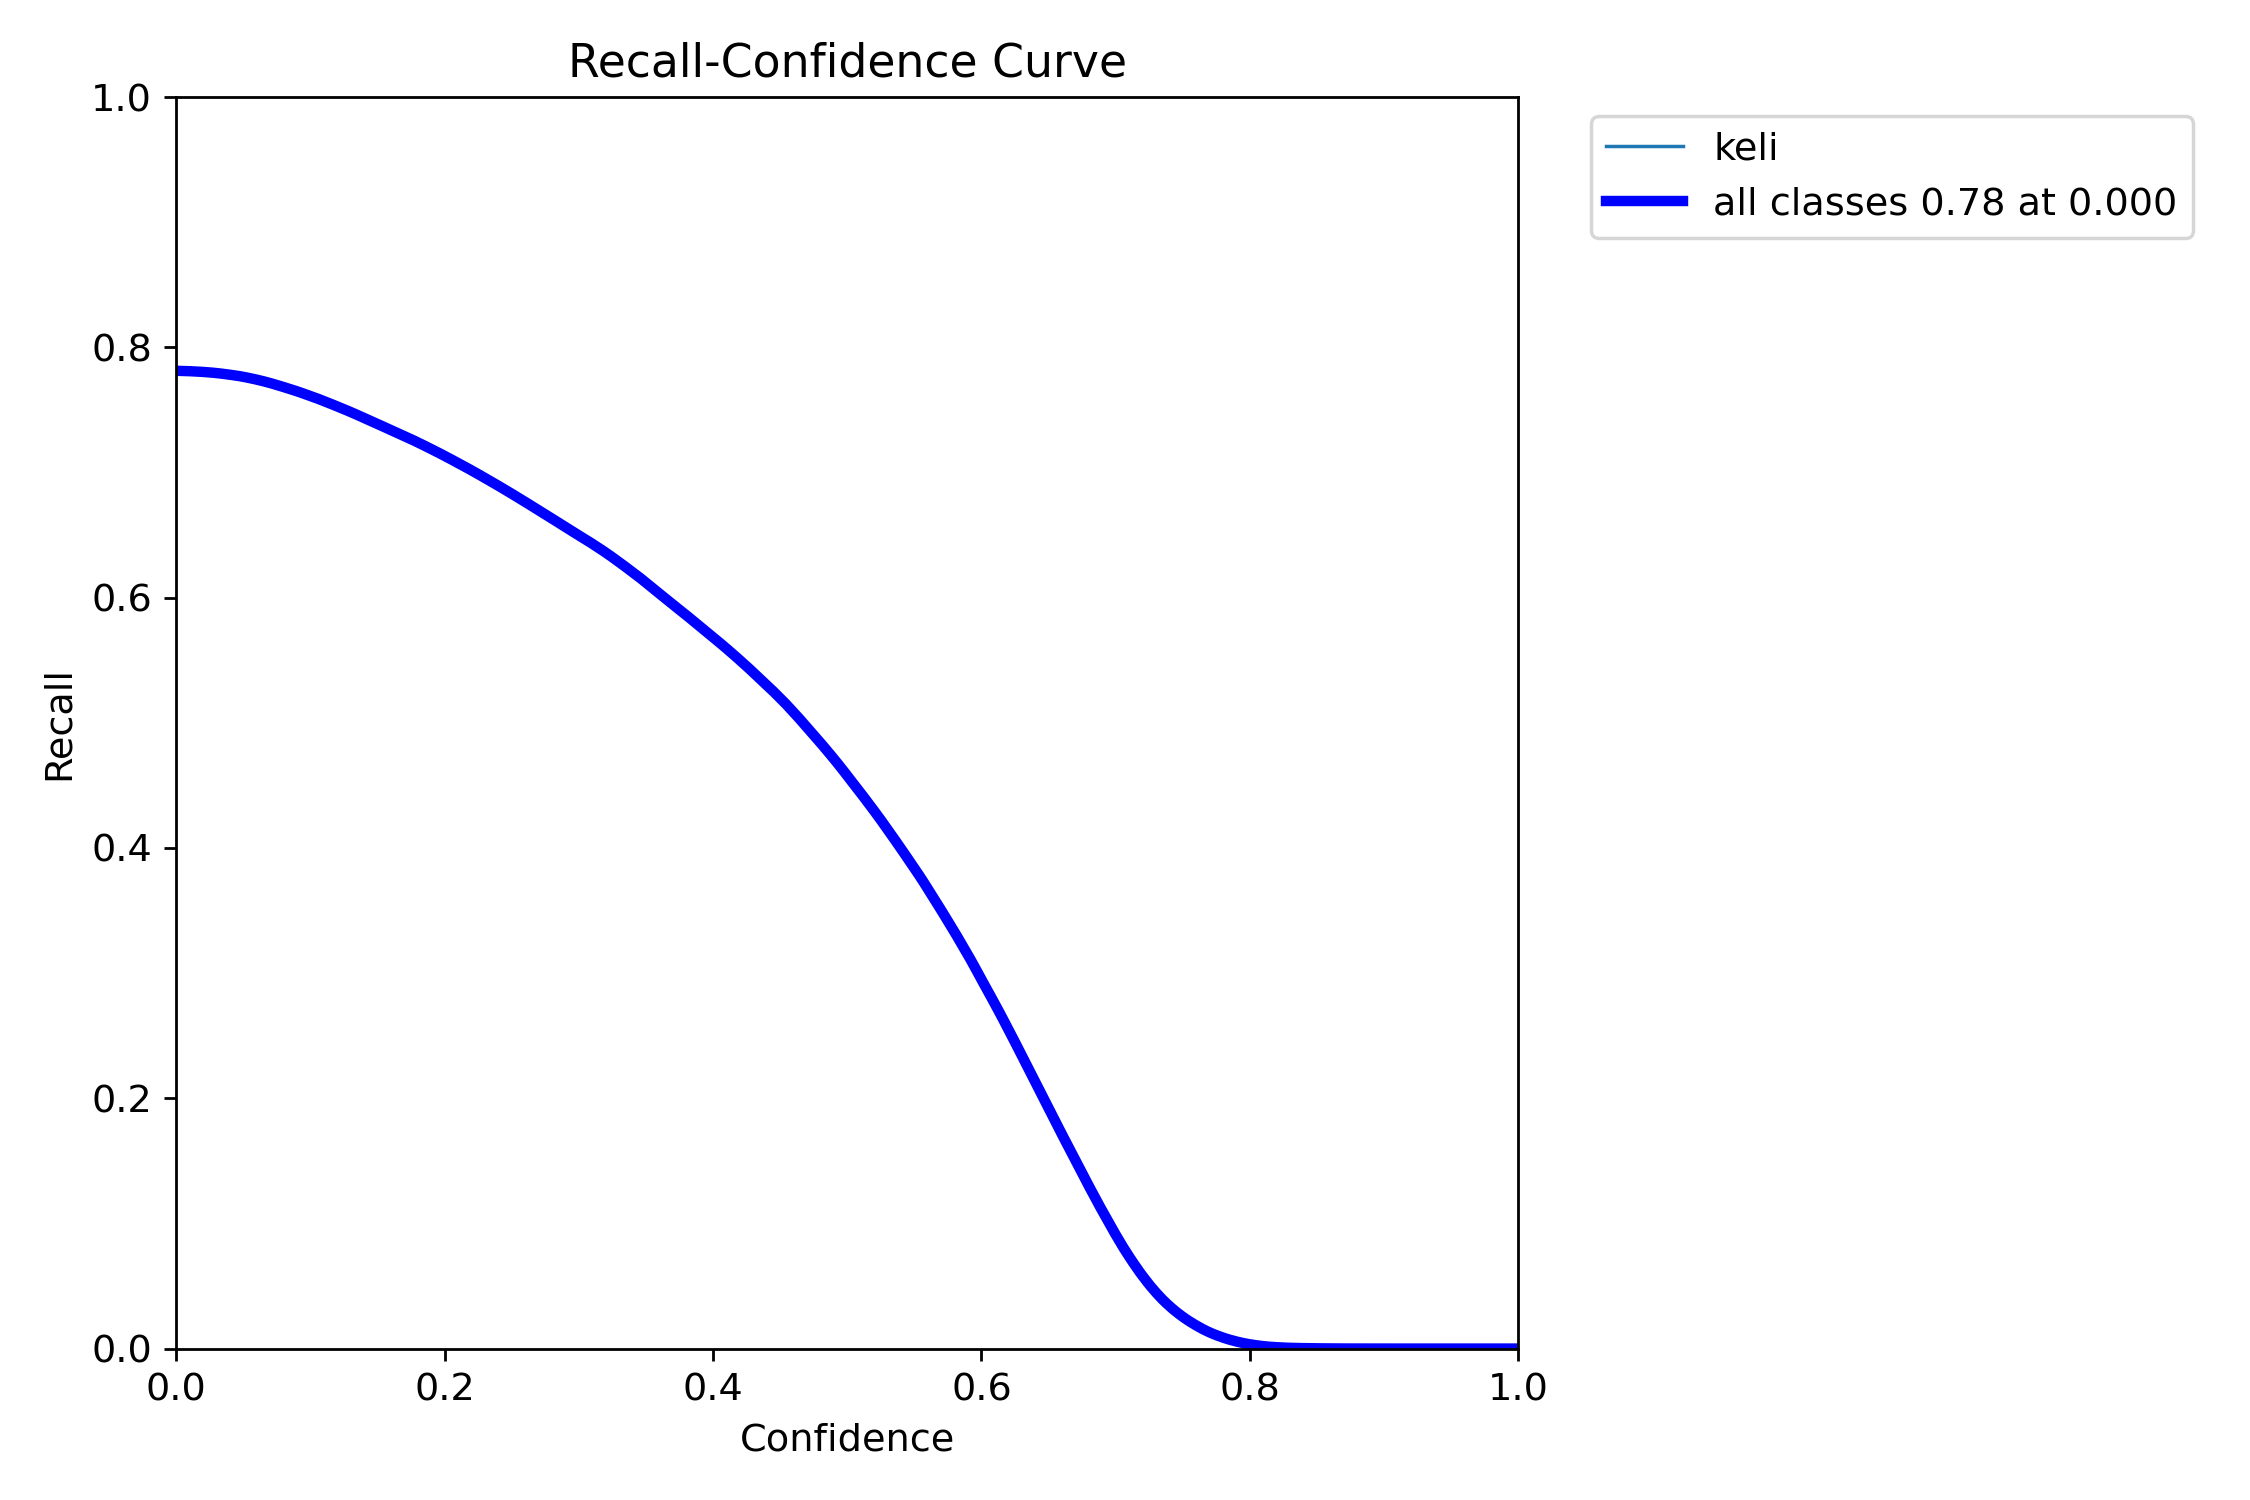 Recall-Confidence Curve
1.0
0.8
0.6
0.4
0.2
0.0
Recall
0.0 0.2 0.4 0.6 0.8 1.0
Confidence
keli
all classes 0.78 at 0.000